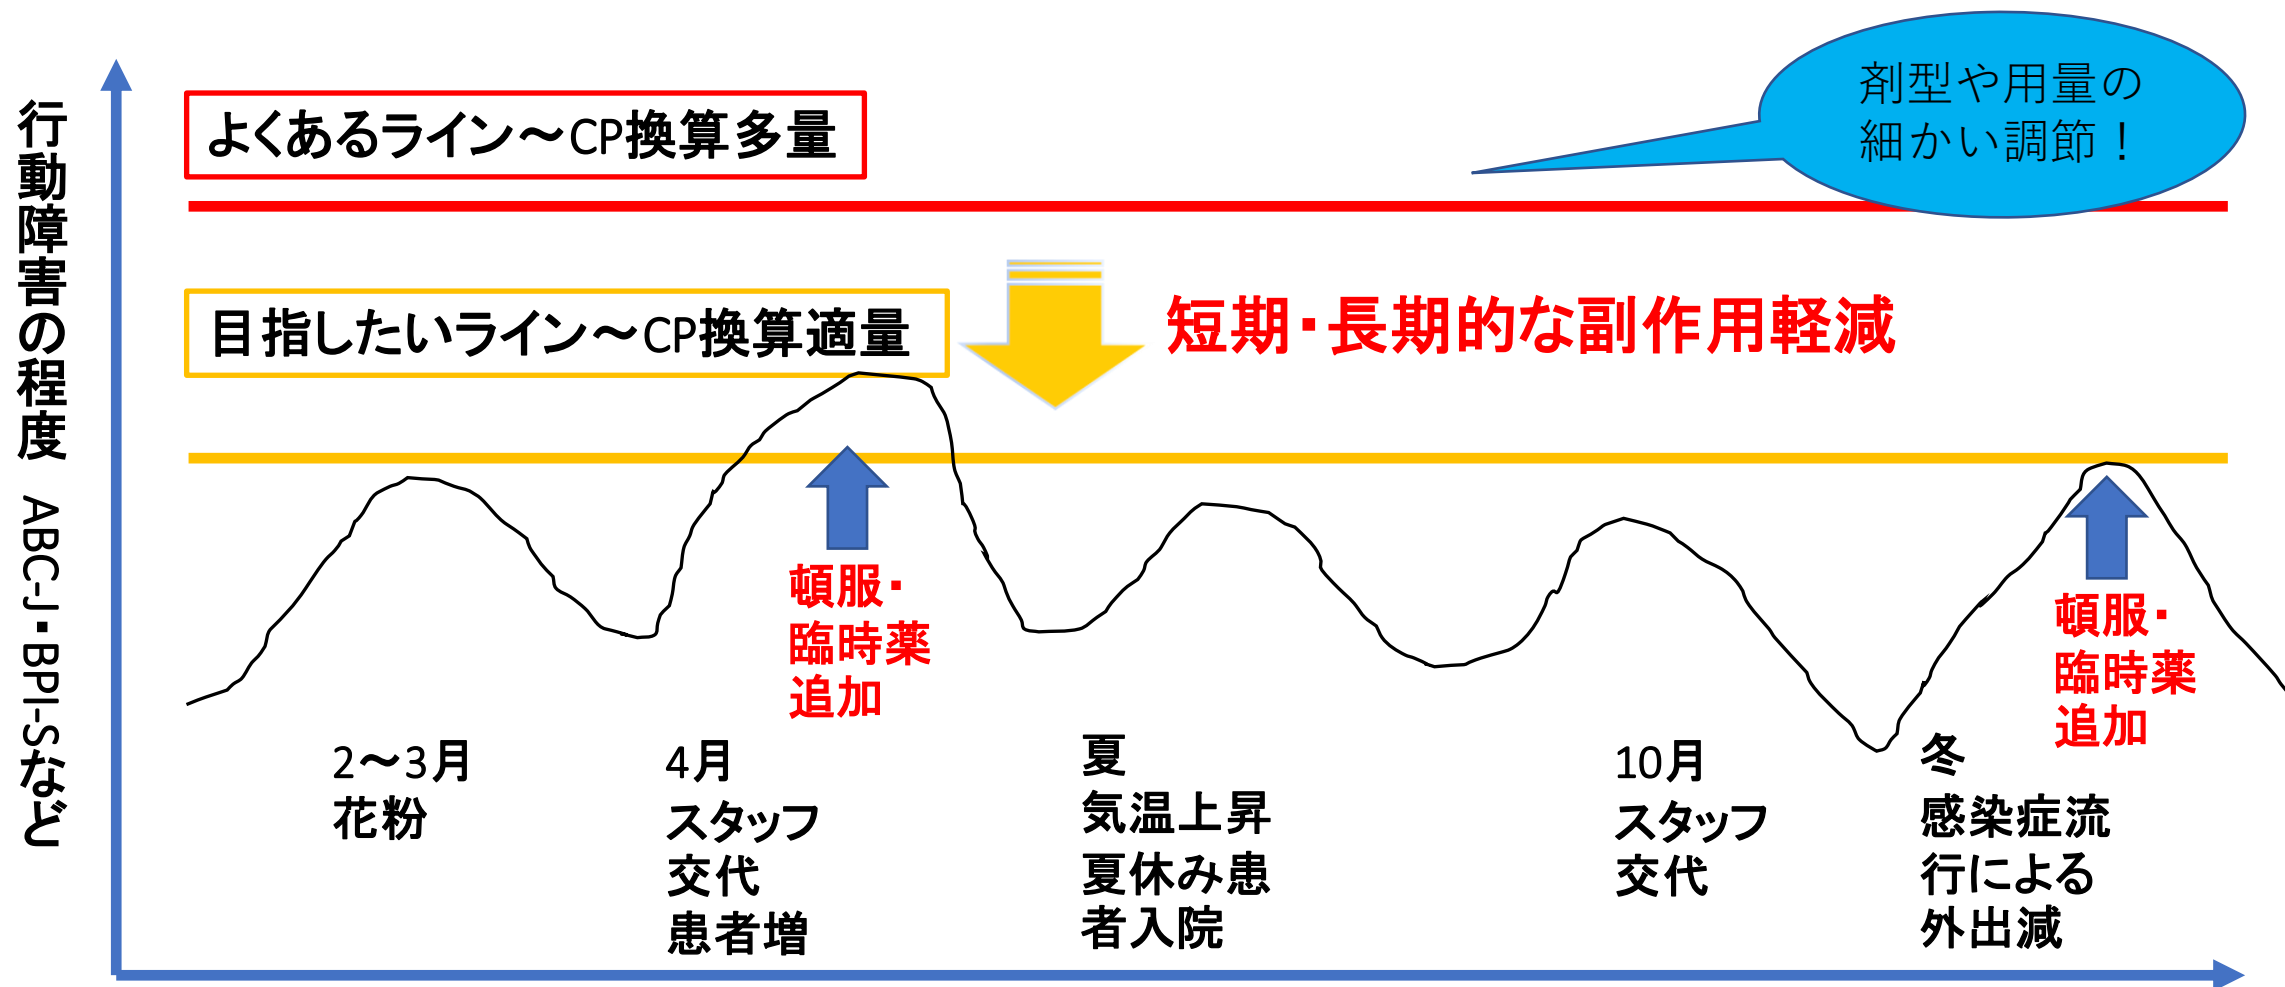 行動障害の程度 ABC-J・BPI-Sなど
よくあるライン～CP換算多量
剤型や用量の
細かい調節！
目指したいライン～CP換算適量
短期・長期的な副作用軽減
頓服・
臨時薬
追加
頓服・
臨時薬
追加
2～3月
花粉
4月
スタッフ
交代
患者増
夏
気温上昇
夏休み患
者入院
10月
スタッフ
交代
冬
感染症流
行による
外出減